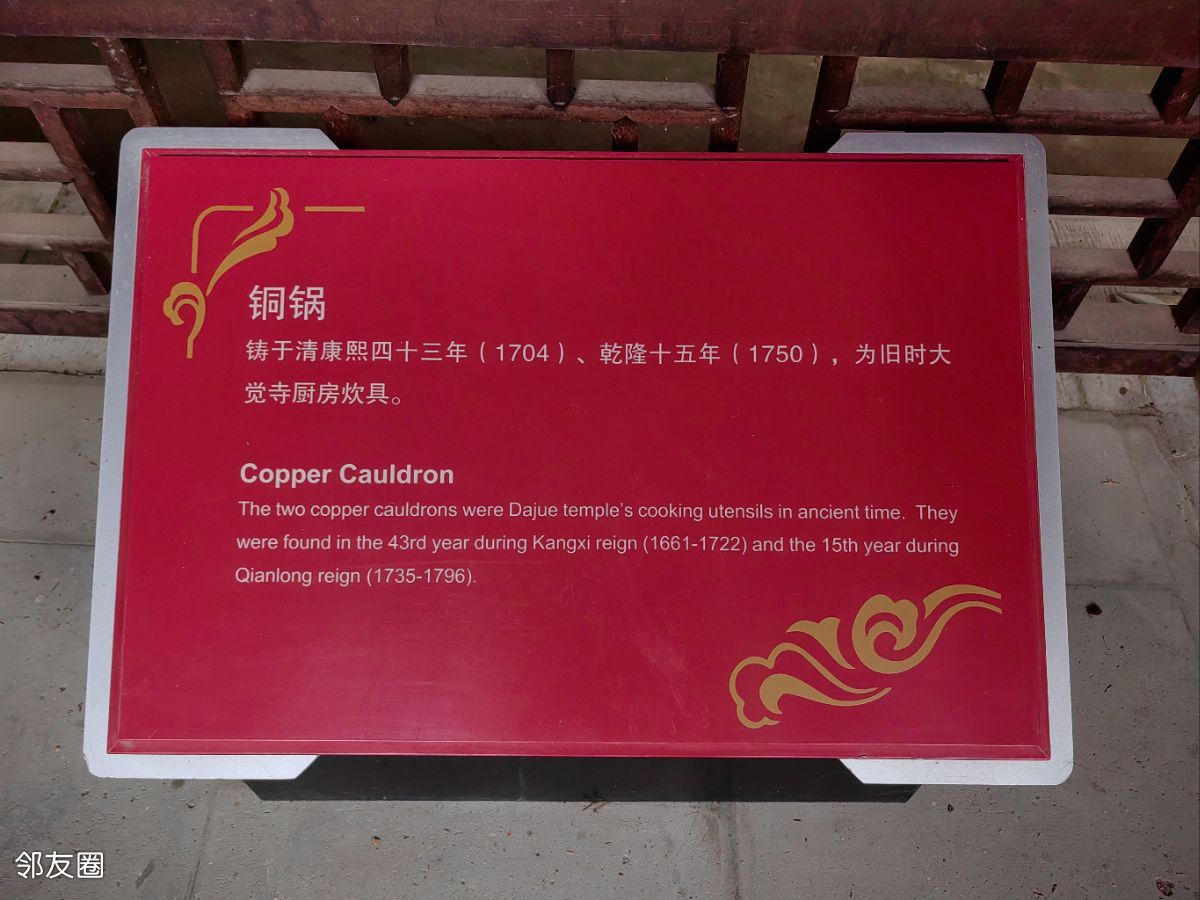 铜锅
铸于清康熙四十三年（1704）、乾隆十五年（1750），为旧时大
觉寺厨房炊具。
Copper Cauldron
The two copper cauldrons were Dajue temple's cooking utensils in ancient time. They
were found in the 43rd year during Kangxi reign (1661-1722) and the 15th year during
Qianlong reign (1735-1796).
邻友圈